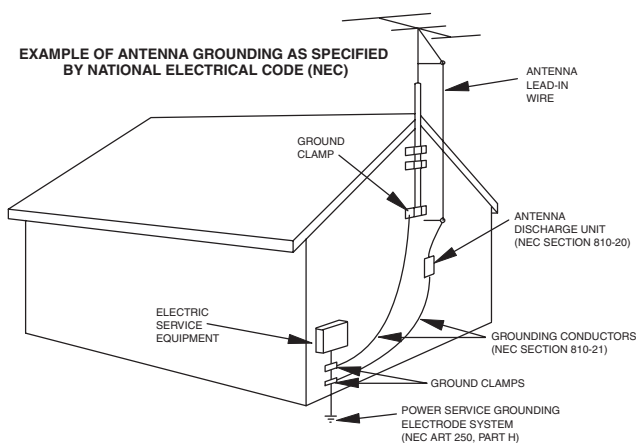 EXAMPLE OF ANTENNA GROUNDING AS SPECIFIED
BY NATIONAL ELECTRICAL CODE (NEC)
ANTENNA
LEAD-IN
WIRE
GROUND
CLAMP
ANTENNA
DISCHARGE UNIT
(NEC SECTION 810-20)
ELECTRIC
SERVICE
EQUIPMENT
GROUNDING CONDUCTORS
(NEC SECTION 810-21)
GROUND CLAMPS
POWER SERVICE GROUNDING
ELECTRODE SYSTEM
(NEC ART 250, PART H)